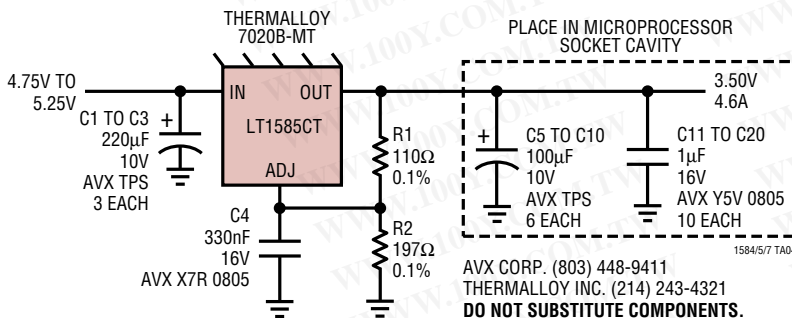 THERMALLOY
7020B-MT
PLACE IN MICROPROCESSOR
SOCKET CAVITY
4.75V TO
5.25V
IN
OUT
LT1585CT
ADJ
3.50V
4.6A
C1 TO C3
220µF
10V
AVX TPS
3 EACH
+
R1
110Ω
0.1%
+
C5 TO C10
100µF
10V
AVX TPS
6 EACH
C11 TO C20
1µF
16V
AVX Y5V 0805
10 EACH
C4
330nF
16V
AVX X7R 0805
R2
197Ω
0.1%
AVX CORP. (803) 448-9411
THERMALLOY INC. (214) 243-4321
DO NOT SUBSTITUTE COMPONENTS.
WWW.100Y.COM.TW